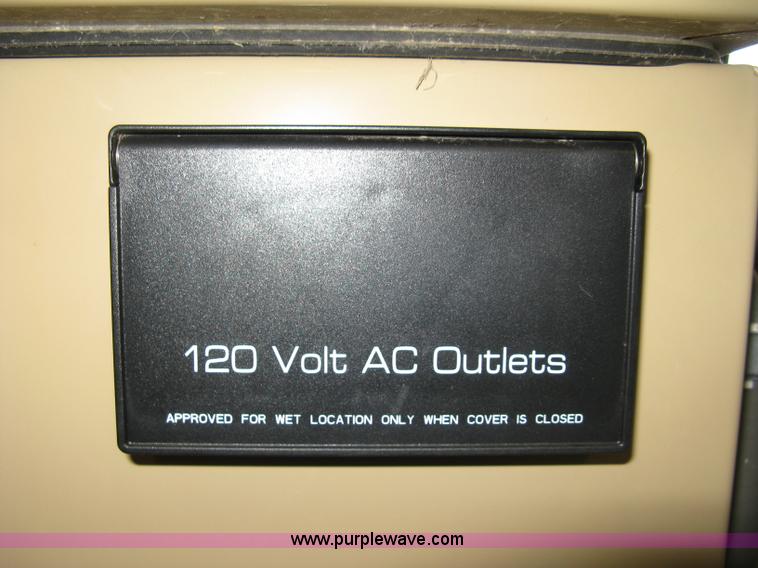 120 Volt AC Outlets
APPROVED FOR WET LOCATION ONLY WHEN COVER IS CLOSED
www.purplewave.com